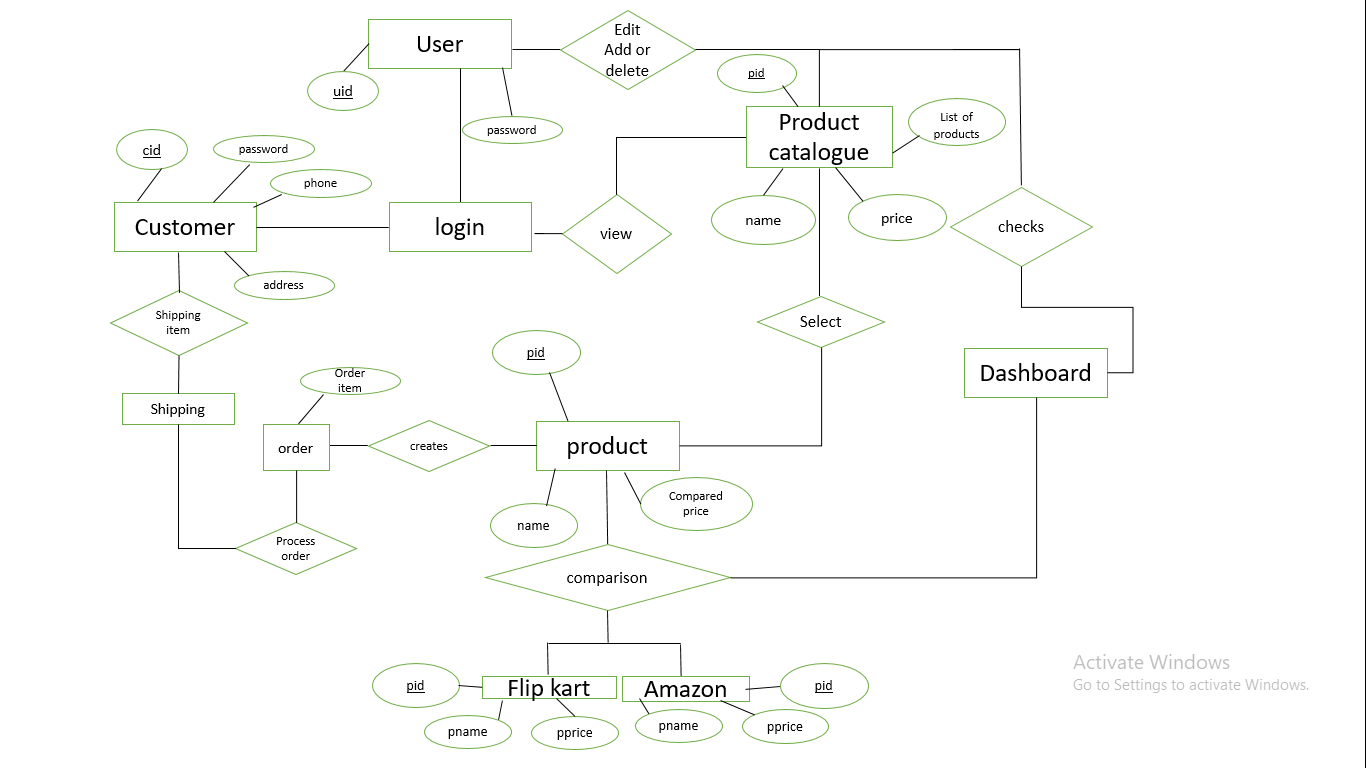 User
Edit
Add or
delete
uid
password
pid
Product
catalogue
List of
products
name
price
cid
password
phone
Customer
login
view
checks
address
Shipping
item
Select
Dashboard
pid
Order
item
Shipping
order
creates
product
Compared
price
name
Process
order
comparison
pid
Flip kart
Amazon
pid
pname
pprice
pname
pprice
Activate Windows
Go to Settings to activate Windows.